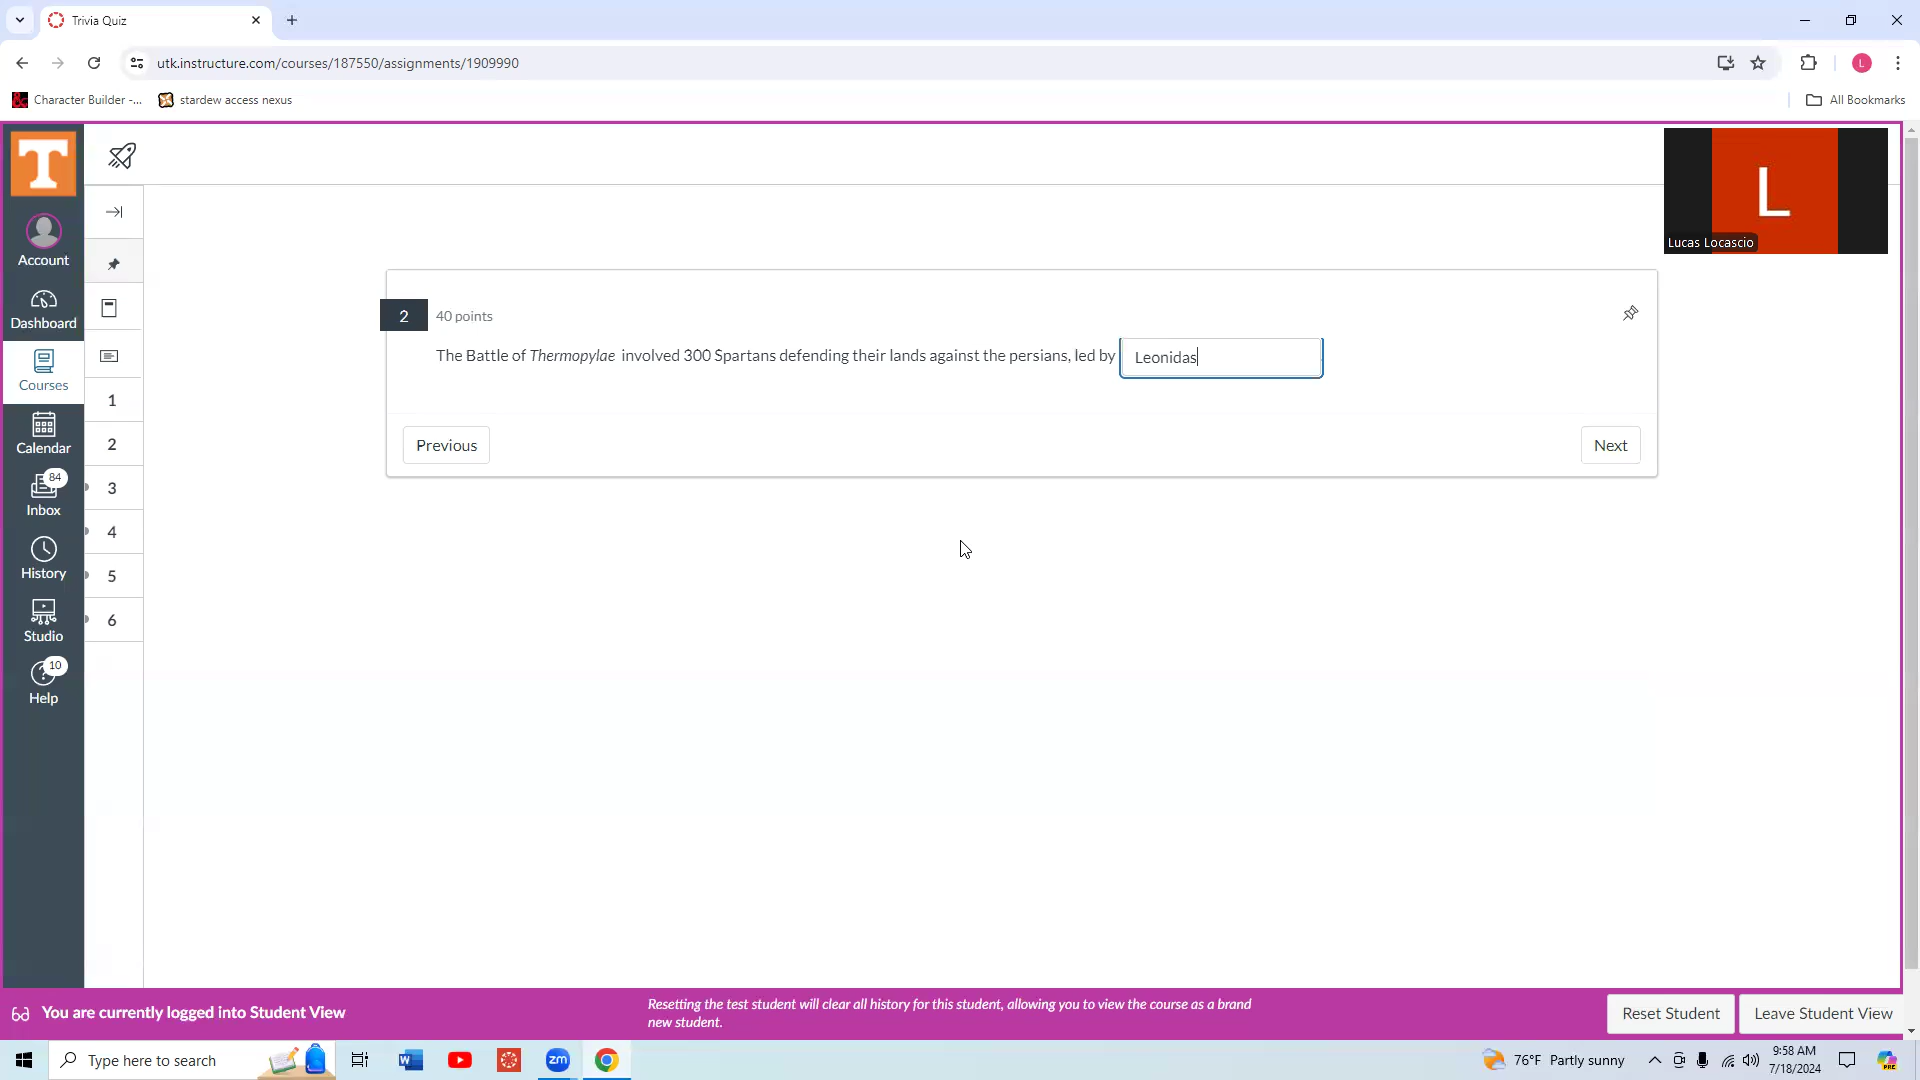 Trivia Quiz
utk.instructure.com/courses/187550/assignments/1909990
L
Character Builder -...
stardew access nexus
All Bookmarks
T
L
Lucas Locascio
Account
Dashboard
Courses
Calendar
84
Inbox
History
Studio
10
Help
1
2
3
4
5
6
2
40 points
The Battle of Thermopylae involved 300 Spartans defending their lands against the persians, led by
Leonidas
Previous
Next
You are currently logged into Student View
Resetting the test student will clear all history for this student, allowing you to view the course as a brand
new student.
Reset Student
Leave Student View
Type here to search
W
zm
76°F Partly sunny
9:58 AM
7/18/2024
PRE